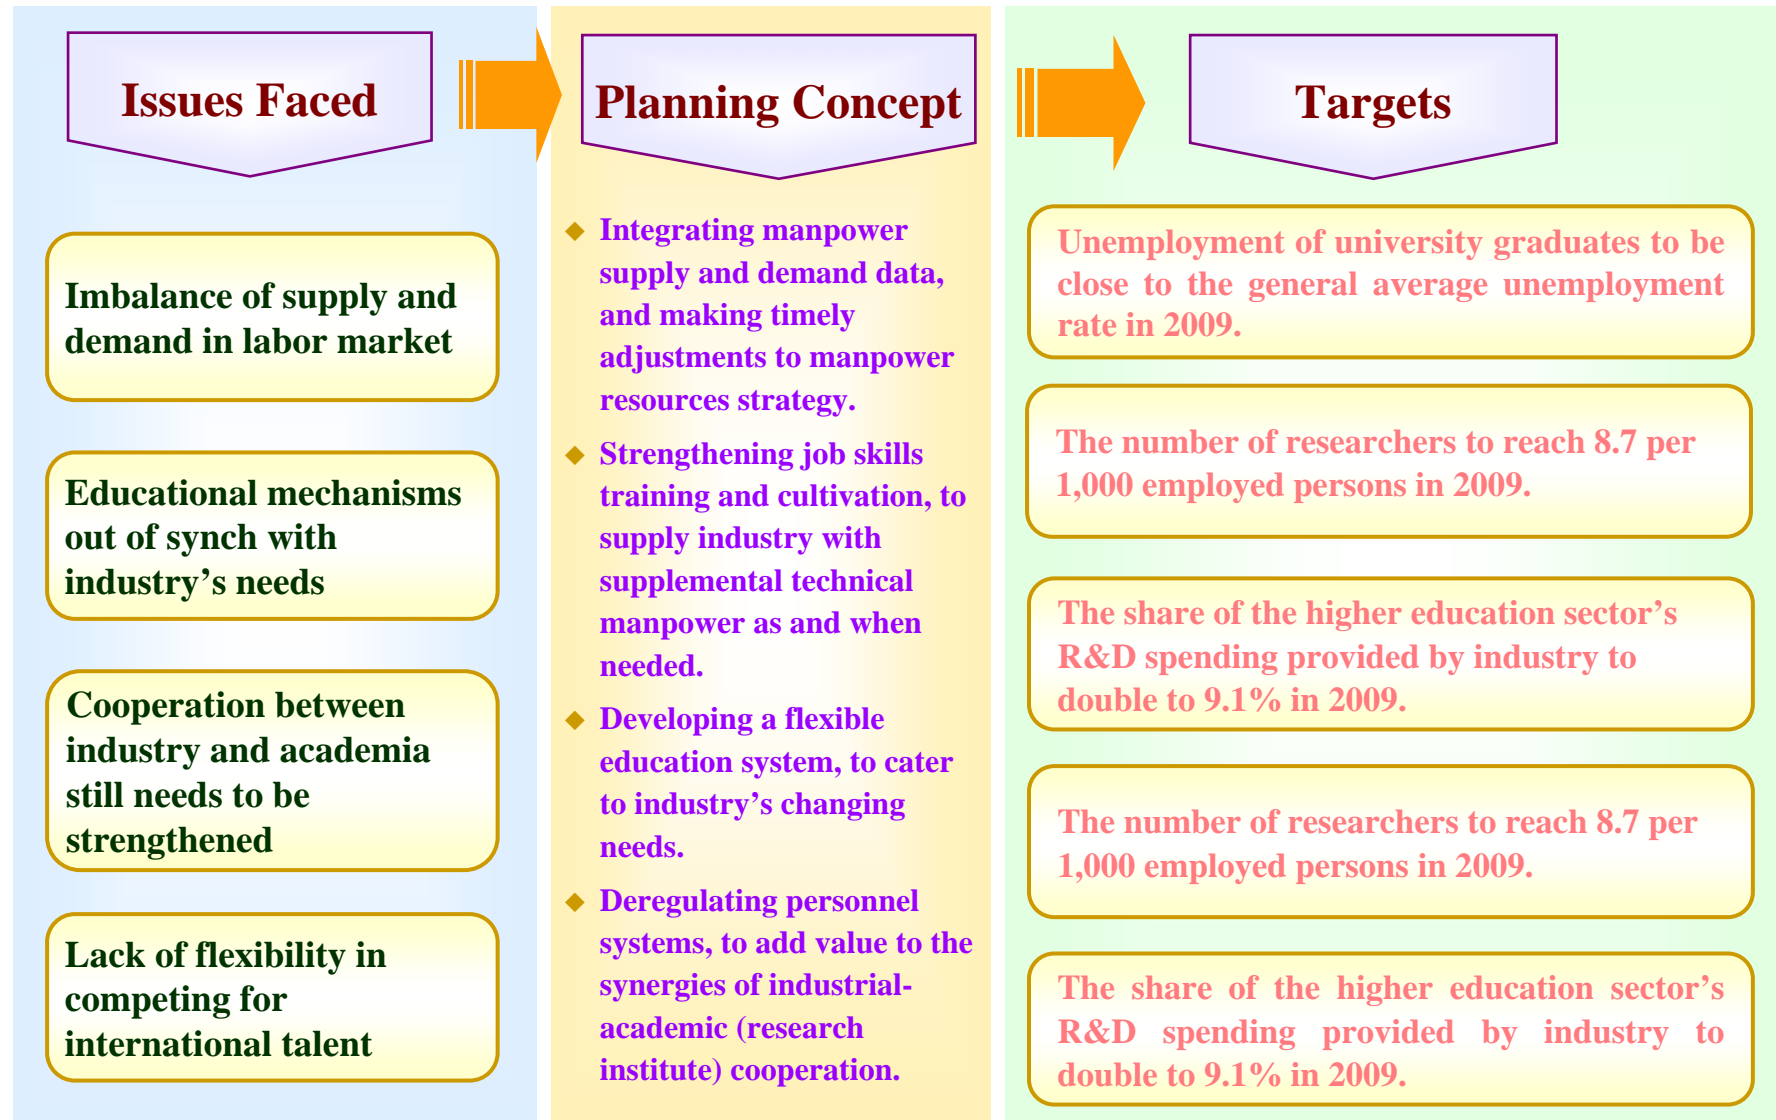 Issues Faced
Imbalance of supply and
demand in labor market
Educational mechanisms
out of synch with
industry’s needs
Cooperation between
industry and academia
still needs to be
strengthened
Lack of flexibility in
competing for
international talent
Planning Concept
◆ Integrating manpower
supply and demand data,
and making timely
adjustments to manpower
resources strategy.
◆ Strengthening job skills
training and cultivation, to
supply industry with
supplemental technical
manpower as and when
needed.
◆ Developing a flexible
education system, to cater
to industry’s changing
needs.
◆ Deregulating personnel
systems, to add value to the
synergies of industrial-
academic (research
institute) cooperation.
Targets
Unemployment of university graduates to be
close to the general average unemployment
rate in 2009.
The number of researchers to reach 8.7 per
1,000 employed persons in 2009.
The share of the higher education sector’s
R&D spending provided by industry to
double to 9.1% in 2009.
The number of researchers to reach 8.7 per
1,000 employed persons in 2009.
The share of the higher education sector’s
R&D spending provided by industry to
double to 9.1% in 2009.